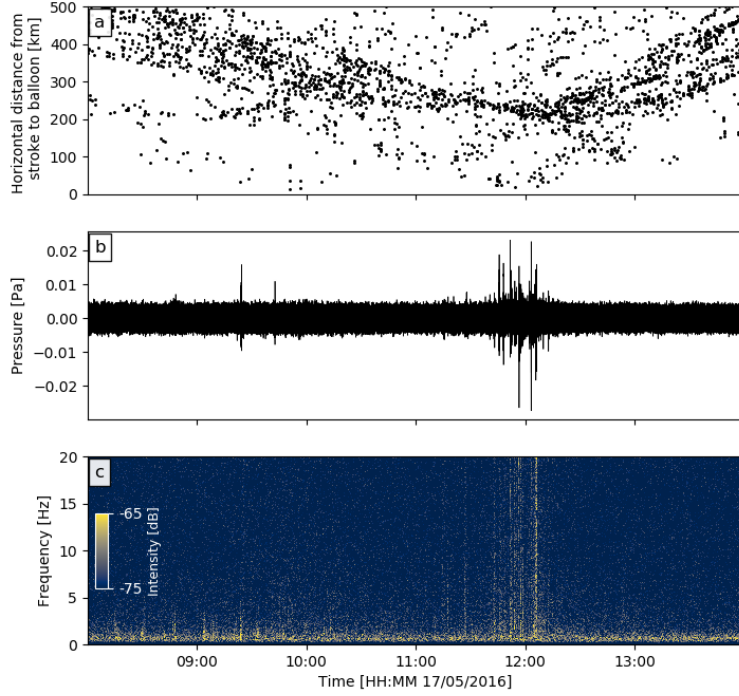 a
500
400
300
200
100
0
Horizontal distance from
stroke to balloon [km]
b
0.02
0.01
0.00
−0.01
−0.02
Pressure [Pa]
c
20
15
10
5
0
Frequency [Hz]
-65
-75
Intensity [dB]
09:00 10:00 11:00 12:00 13:00
Time [HH:MM 17/05/2016]